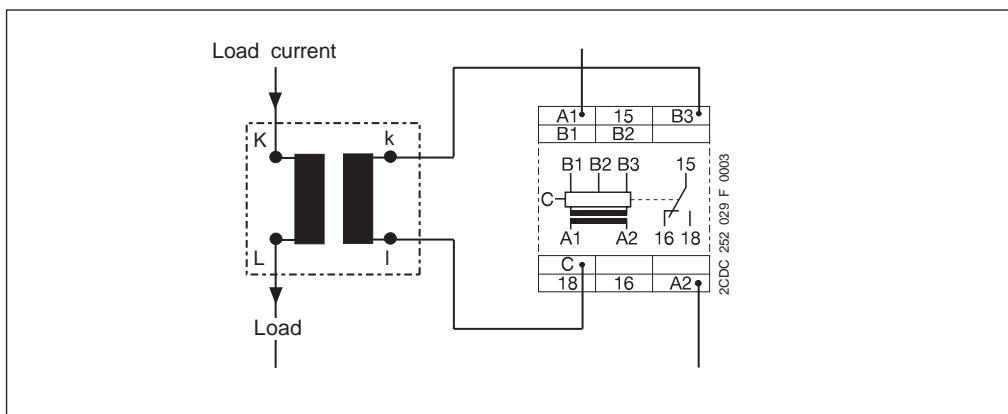 Load current
K
k
L
l
Load
A1 15 B3
B1 B2
B1 B2 B3 15
C
A1 A2 16 18
C
18 16 A2
2CDC 252 029 F 0003